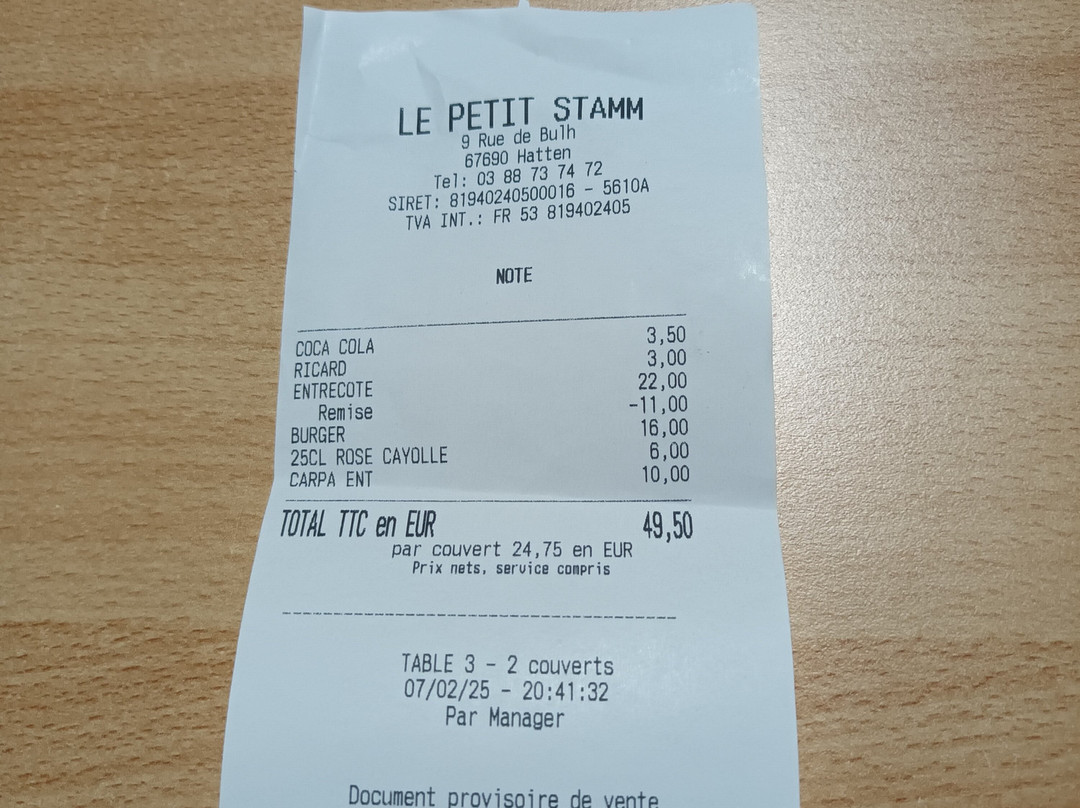 LE PETIT STAMM
9 Rue de Bulh
67690 Hatten
Tel: 03 88 73 74 72
SIRET: 81940240500016 - 5610A
TVA INT.: FR 53 819402405
NOTE
COCA COLA 3,50
RICARD 3,00
ENTRECOTE 22,00
Remise -11,00
BURGER 16,00
25CL ROSE CAYOLLE 6,00
CARPA ENT 10,00
TOTAL TTC en EUR 49,50
par couvert 24,75 en EUR
Prix nets, service compris
TABLE 3 - 2 couverts
07/02/25 - 20:41:32
Par Manager
Document provisoire de vente